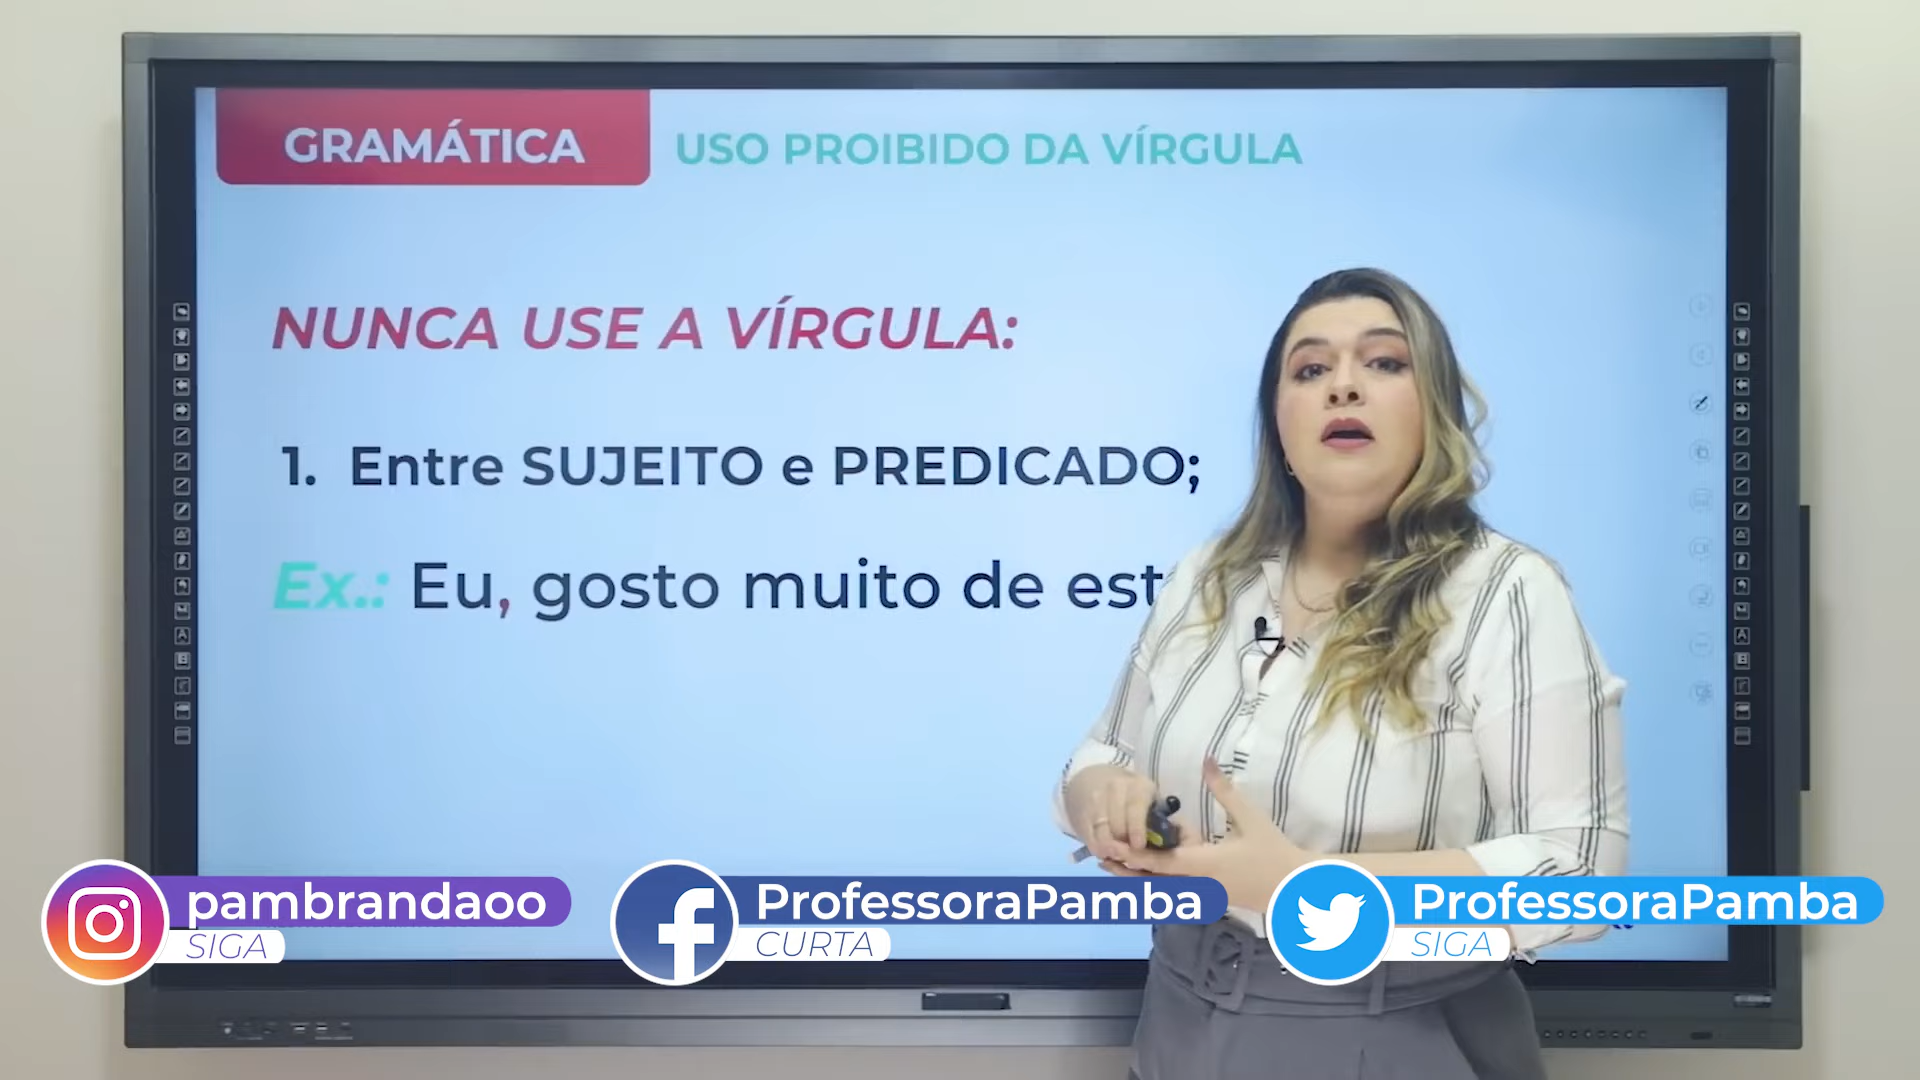 GRAMÁTICA USO PROIBIDO DA VÍRGULA
NUNCA USE A VÍRGULA:
1. Entre SUJEITO e PREDICADO;
Ex.: Eu, gosto muito de est
pambrandaoo
SIGA
ProfessoraPamba
CURTA
ProfessoraPamba
SIGA